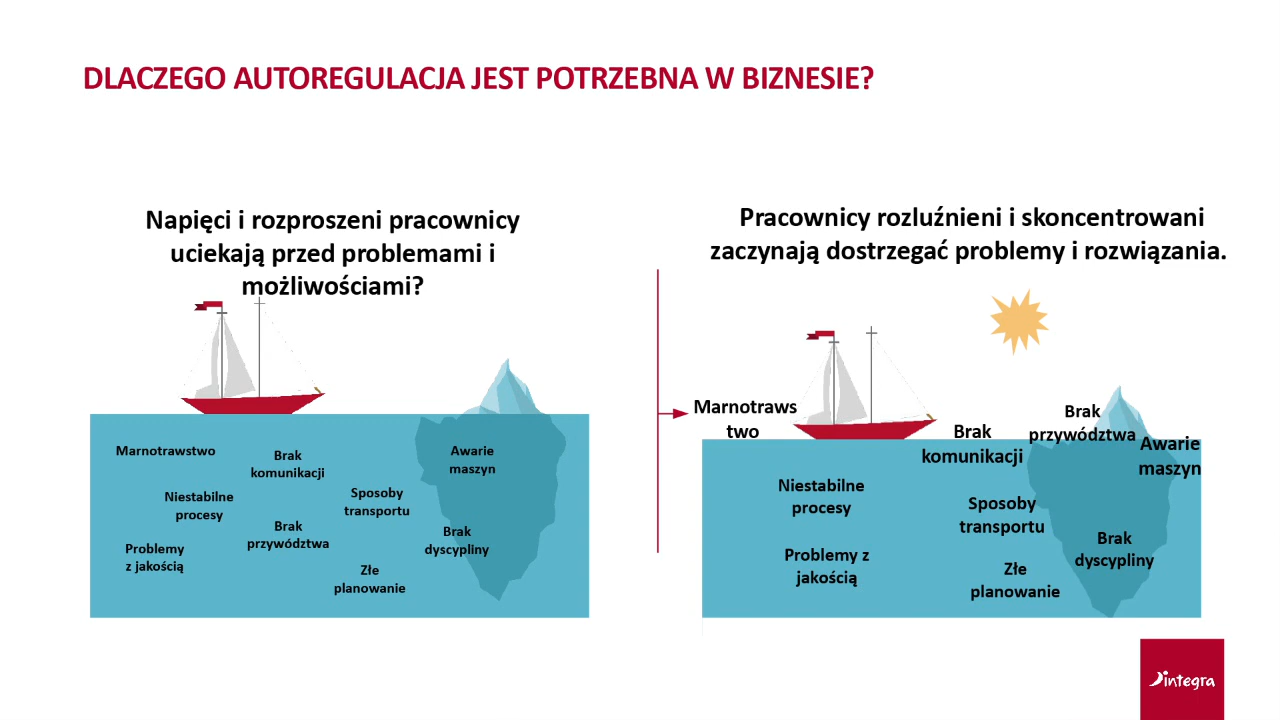 DLACZEGO AUTOREGULACJA JEST POTRZEBNA W BIZNESIE?
Napięci i rozproszeni pracownicy
uciekają przed problemami i
możliwościami?
Marnotrawstwo
Brak
komunikacji
Awarie
maszyn
Niestabilne
procesy
Sposoby
transportu
Brak
przywództwa
Brak
dyscypliny
Problemy
z jakością
Złe
planowanie
Pracownicy rozluźnieni i skoncentrowani
zaczynają dostrzegać problemy i rozwiązania.
Marnotraws
two
Brak
komunikacji
Brak
przywództwa
Awarie
maszyn
Niestabilne
procesy
Sposoby
transportu
Brak
dyscypliny
Problemy z
jakością
Złe
planowanie
integra